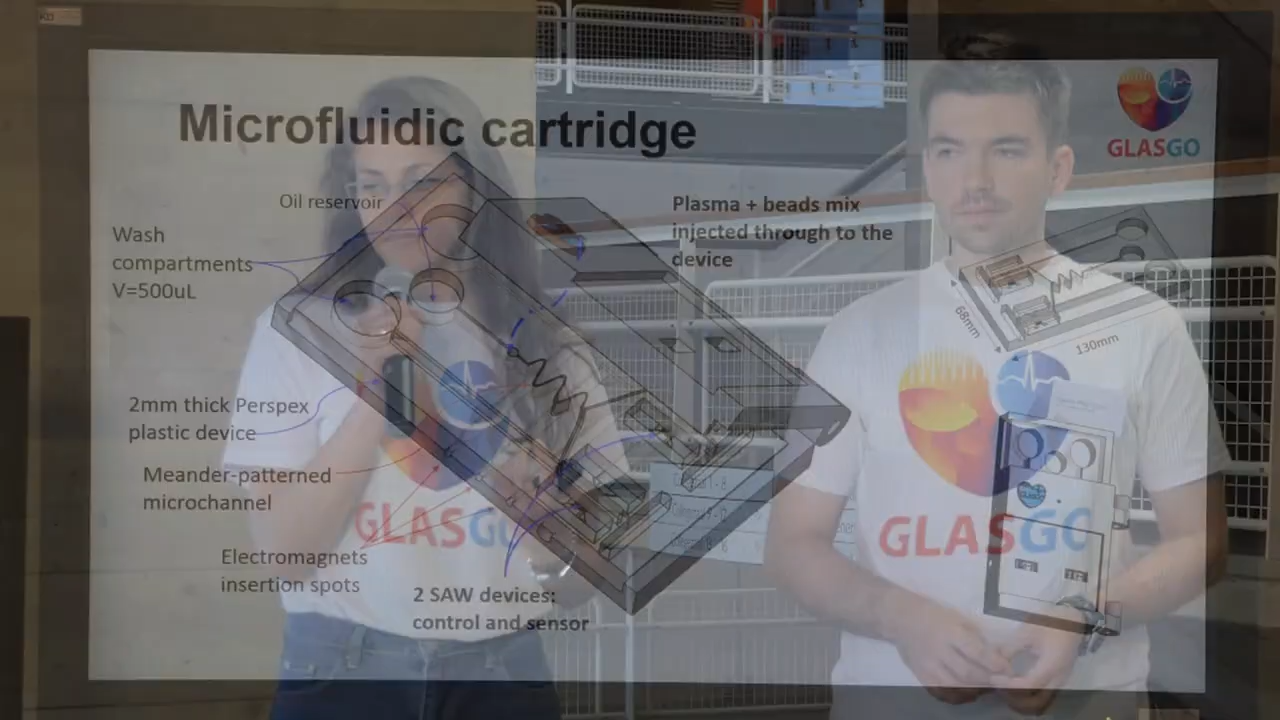 Microfluidic cartridge
GLASGO
Oil reservoir
Wash
compartments
V=500uL
Plasma + beads mix
injected through to the
device
68mm
130mm
2mm thick Perspex
plastic device
Meander-patterned
microchannel
Electromagnets
insertion spots
2 SAW devices:
control and sensor
GLASGO
GLASGO